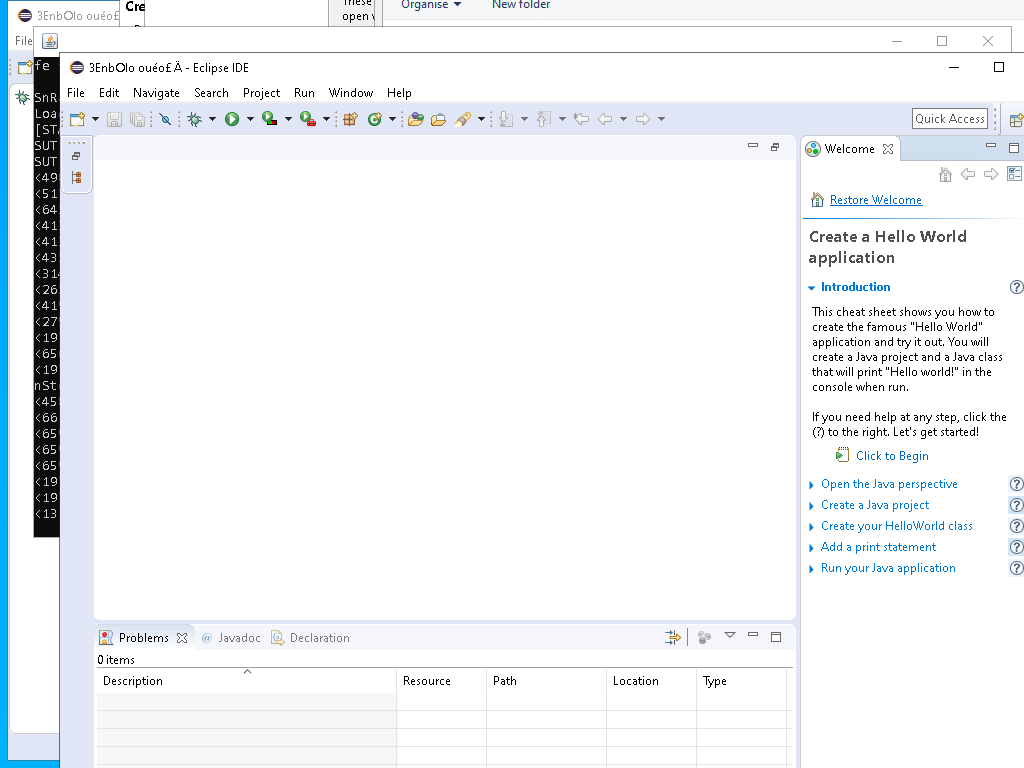 3EnbOlo ouéo£
Cre
These
open v
Organise
New folder
File
fe
3EnbOlo ouéo£ Ä - Eclipse IDE
File Edit Navigate Search Project Run Window Help
Quick Access
SnR
Loa
[ST
SUT
SUT
<49
<51
<64
<41
<41
<43
<314
<26
<41
<27
<19
<65
<19
nSt
<45
<66
<65
<65
<65
<19
<19
<13
Welcome
Restore Welcome
Create a Hello World
application
Introduction
This cheat sheet shows you how to
create the famous "Hello World"
application and try it out. You will
create a Java project and a Java class
that will print "Hello world!" in the
console when run.
If you need help at any step, click the
(?) to the right. Let's get started!
Click to Begin
Open the Java perspective
Create a Java project
Create your HelloWorld class
Add a print statement
Run your Java application
Problems @ Javadoc Declaration
0 items
Description Resource Path Location Type